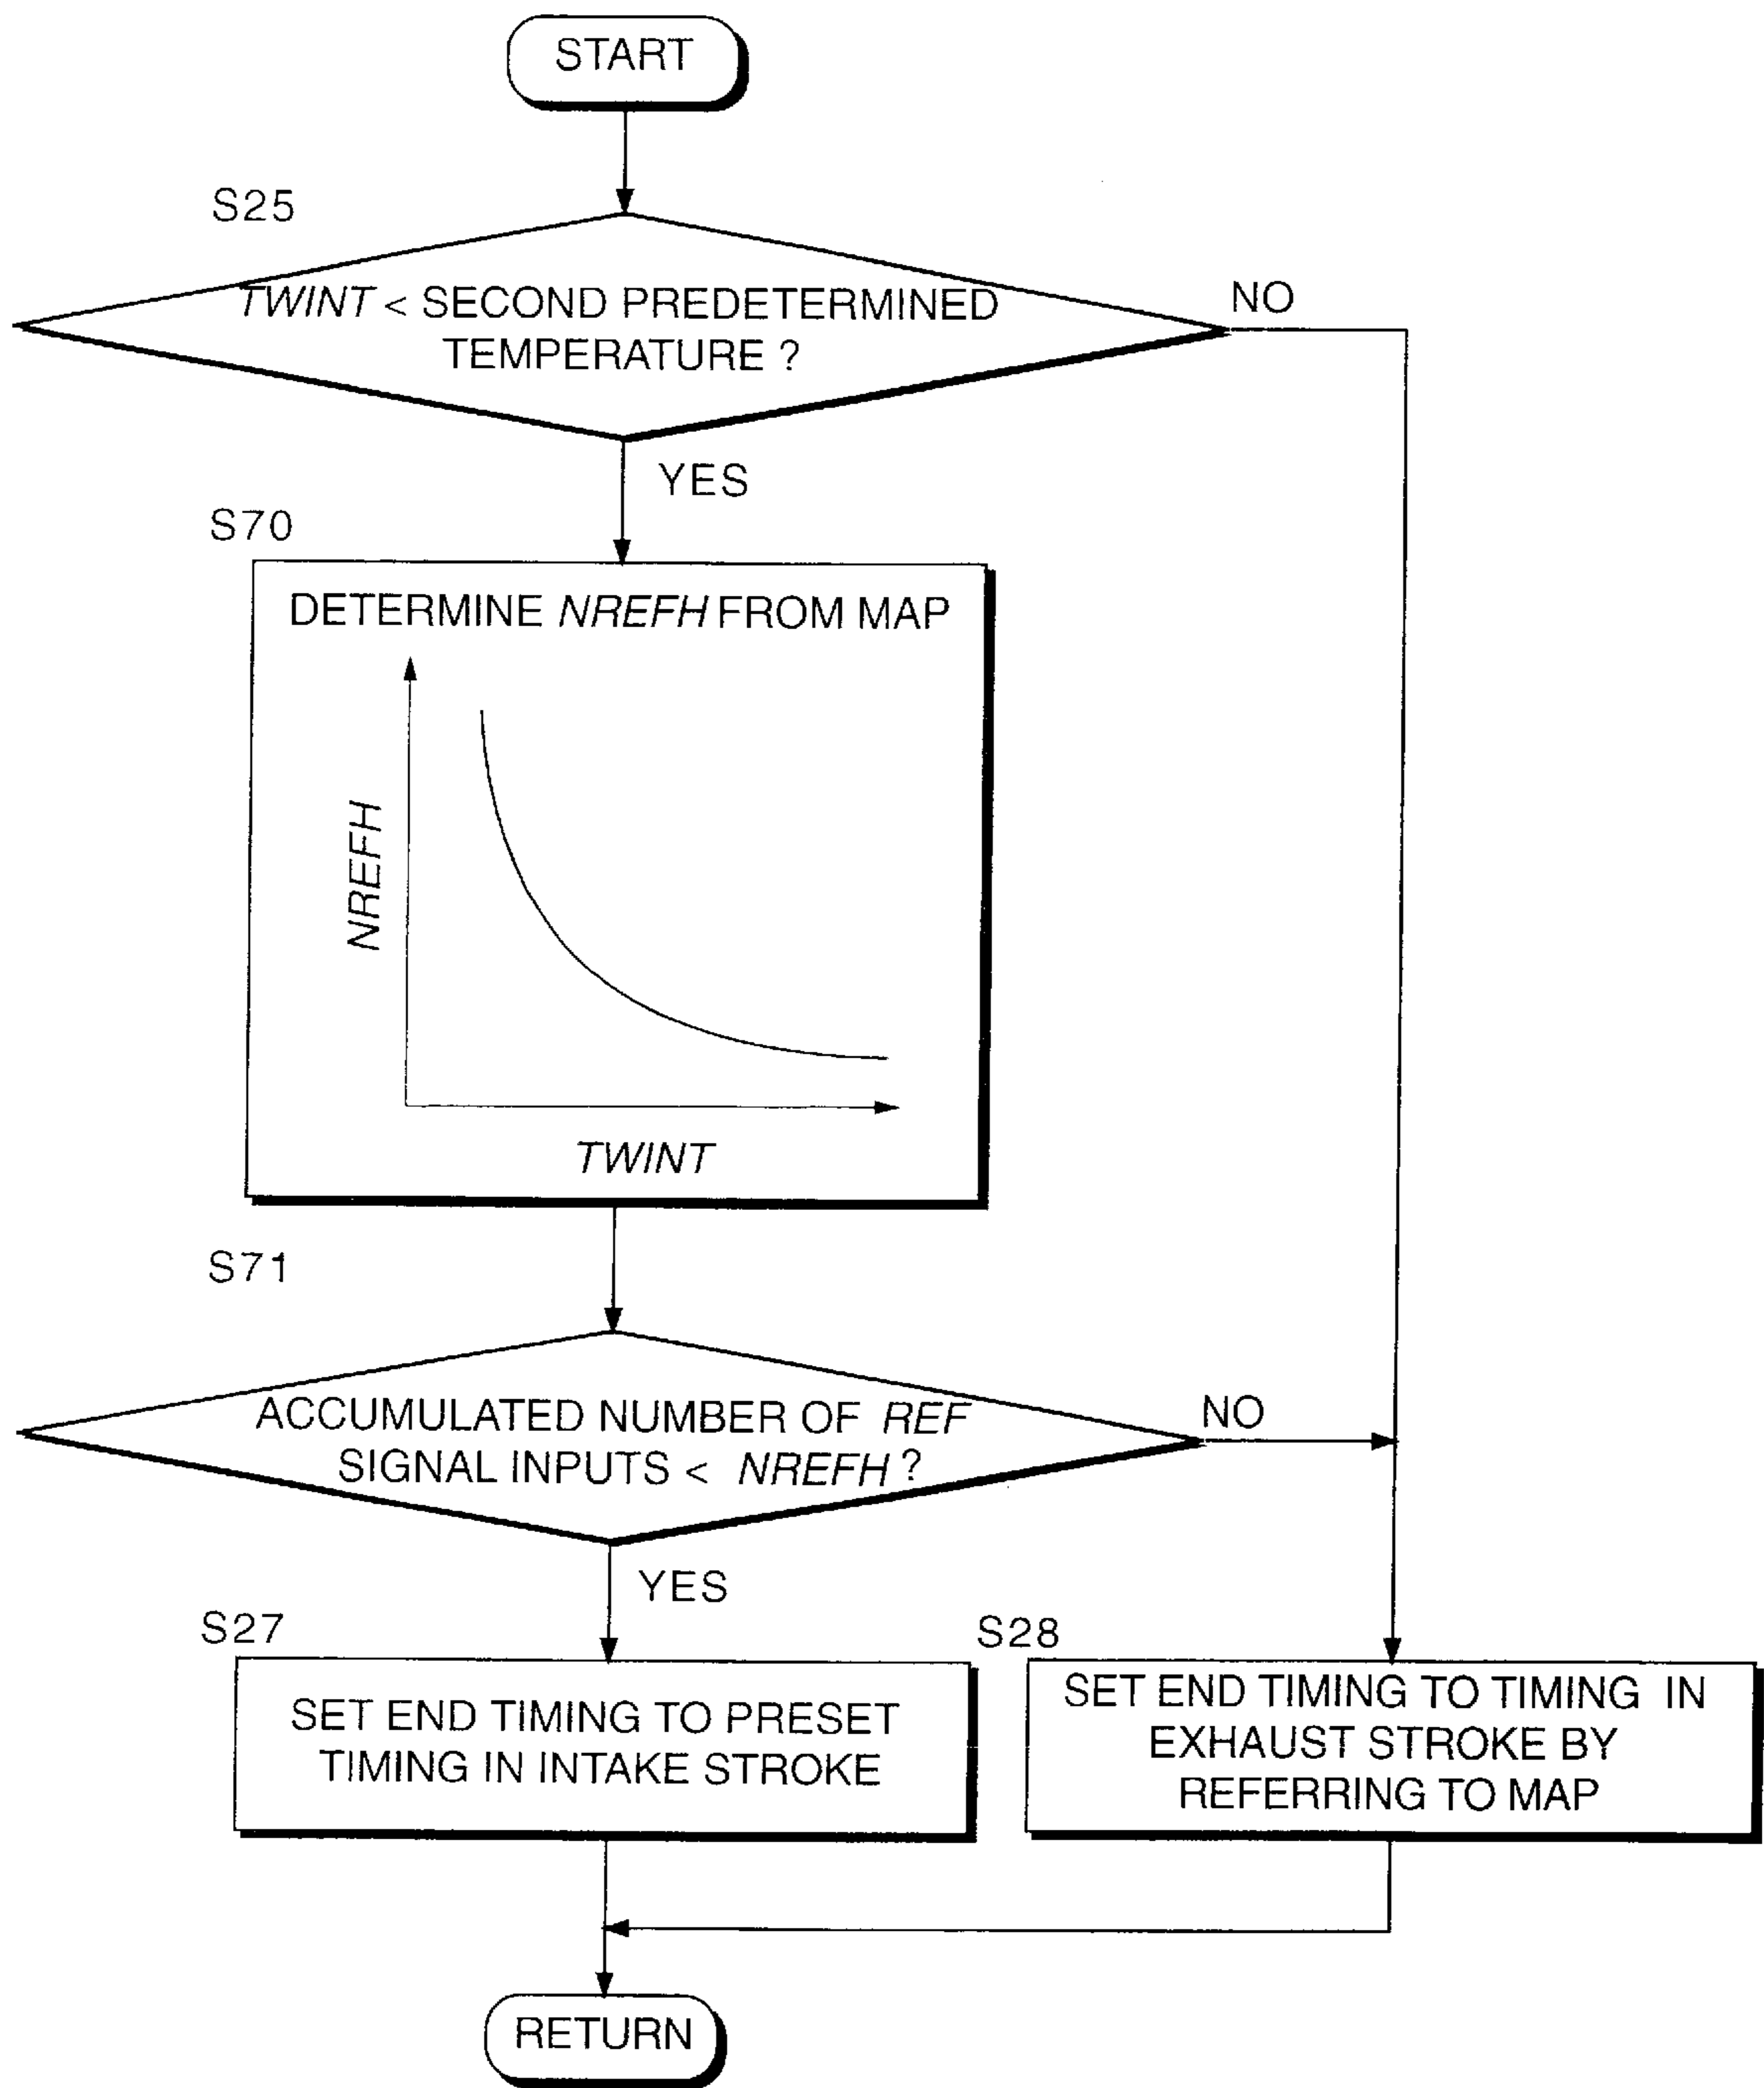 START
S25
TWINT < SECOND PREDETERMINED
TEMPERATURE ?
NO
YES
S70
DETERMINE NREFH FROM MAP
NREFH
TWINT
S71
ACCUMULATED NUMBER OF REF
SIGNAL INPUTS < NREFH ?
NO
YES
S27
SET END TIMING TO PRESET
TIMING IN INTAKE STROKE
S28
SET END TIMING TO TIMING IN
EXHAUST STROKE BY
REFERRING TO MAP
RETURN